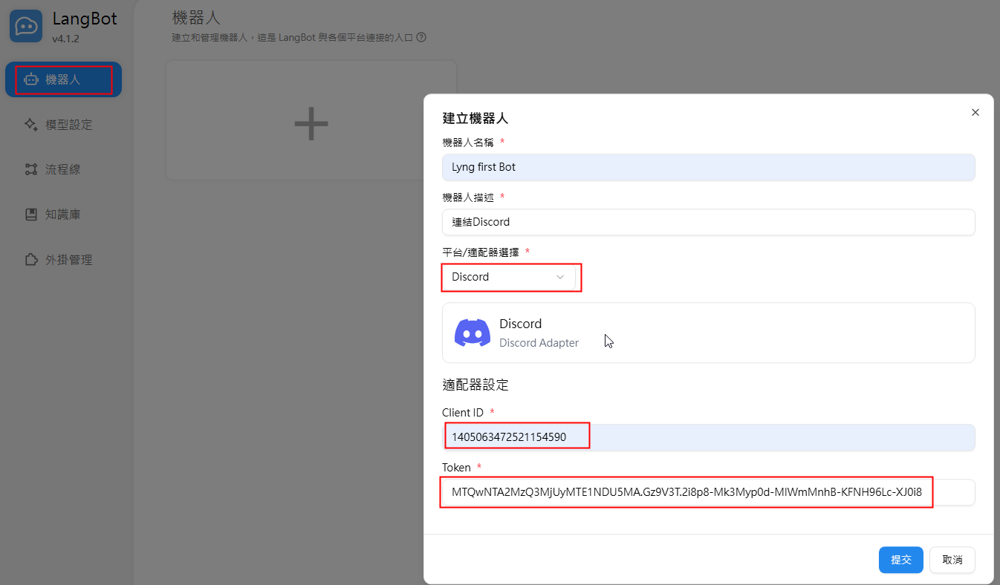 LangBot
v4.1.2
機器人
模型設定
流程線
知識庫
外掛管理
機器人
建立和管理機器人，這是 LangBot 與各個平台連接的入口
建立機器人
機器人名稱 *
Lyng first Bot
機器人描述 *
連結Discord
平台/適配器選擇 *
Discord
Discord
Discord Adapter
適配器設定
Client ID *
1405063472521154590
Token *
MTQwNTA2MzQ3MjUyMTE1NDU5MA.Gz9V3T.2i8p8-Mk3Myp0d-MIWmMnhB-KFNH96Lc-XJ0i8
提交
取消